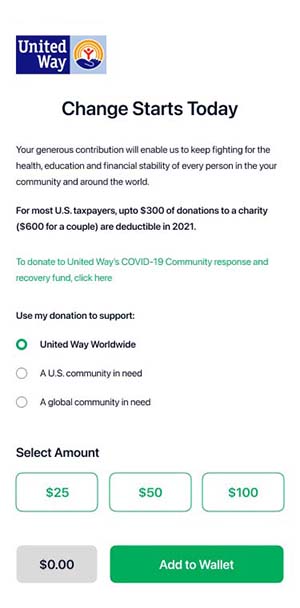 United
Way
Change Starts Today
Your generous contribution will enable us to keep fighting for the
health, education and financial stability of every person in the your
community and around the world.
For most U.S. taxpayers, upto $300 of donations to a charity
($600 for a couple) are deductible in 2021.
To donate to United Way's COVID-19 Community response and
recovery fund, click here
Use my donation to support:
United Way Worldwide
A U.S. community in need
A global community in need
Select Amount
$25 $50 $100
$0.00 Add to Wallet